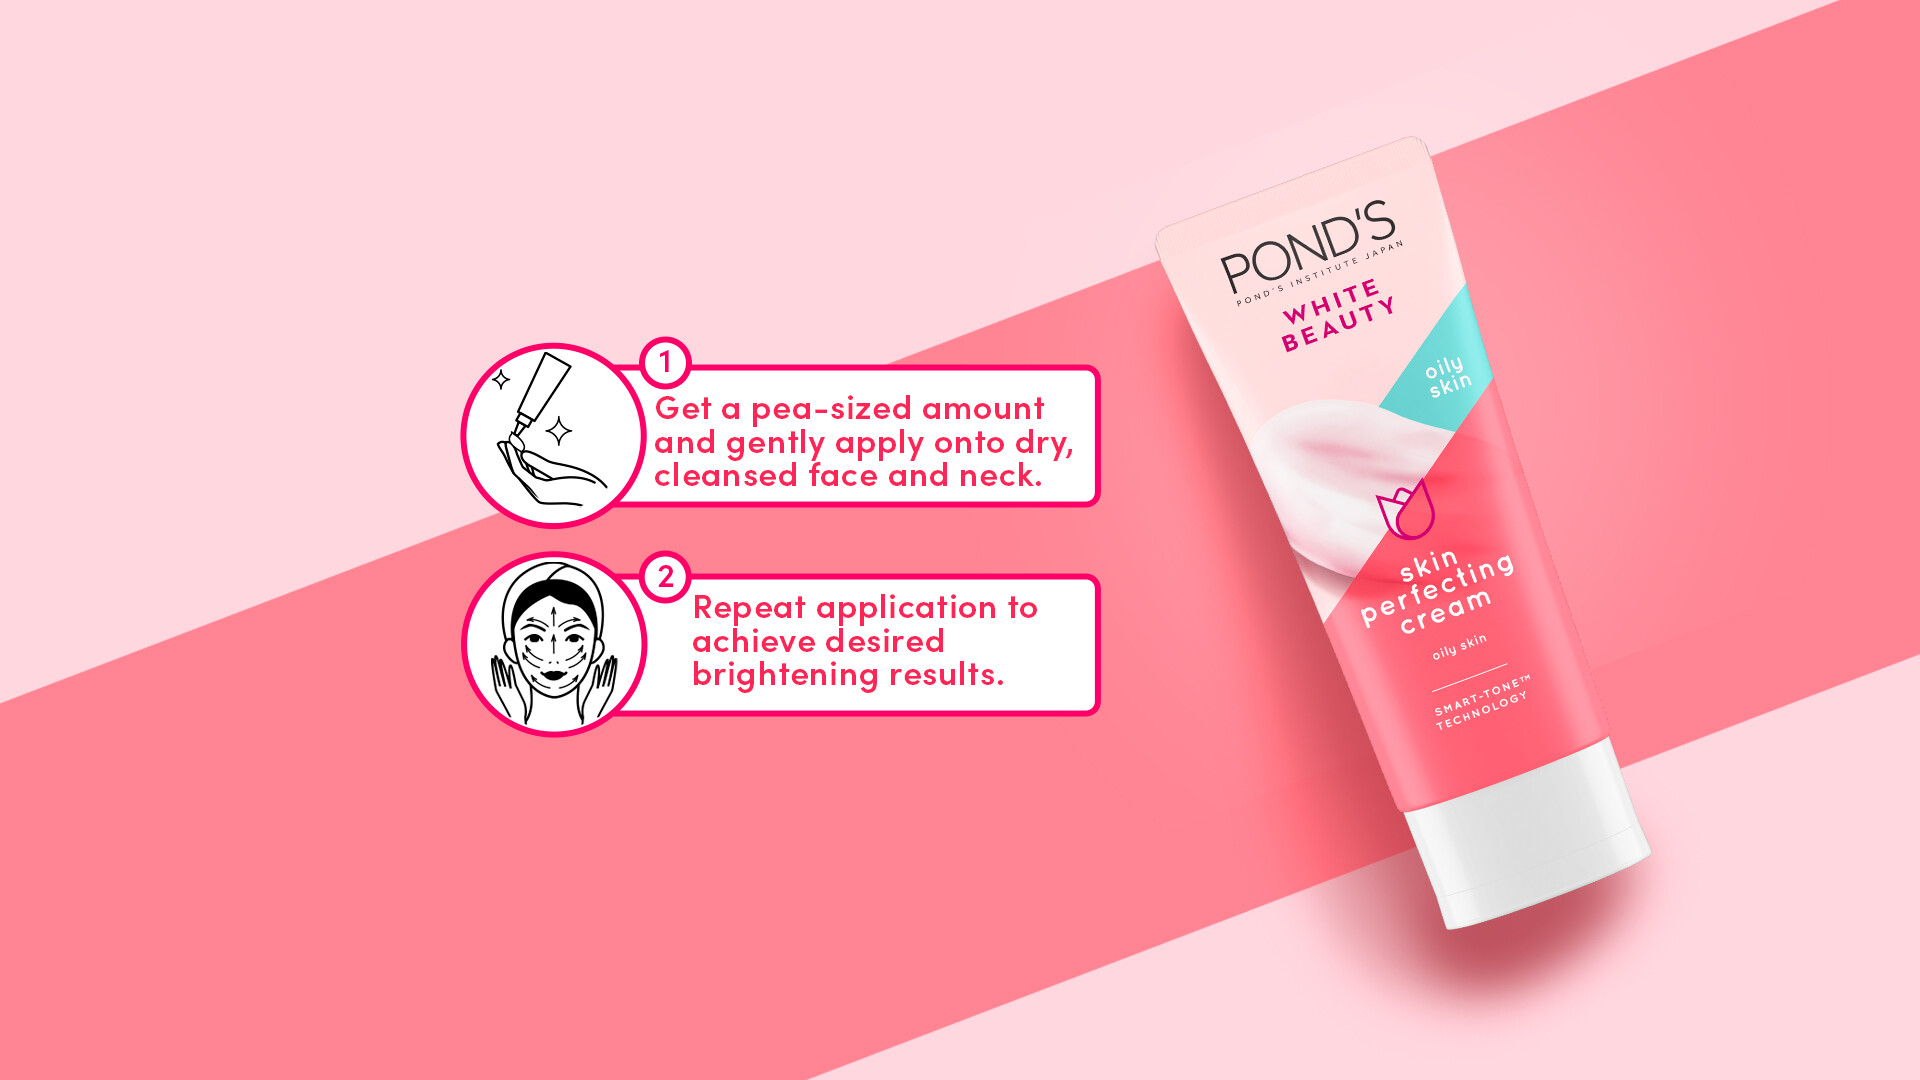 1
Get a pea-sized amount
and gently apply onto dry,
cleansed face and neck.
2
Repeat application to
achieve desired
brightening results.
POND'S
POND'S INSTITUTE JAPAN
WHITE
BEAUTY
oily
skin
skin
perfecting
cream
oily skin
SMART-TONE™
TECHNOLOGY